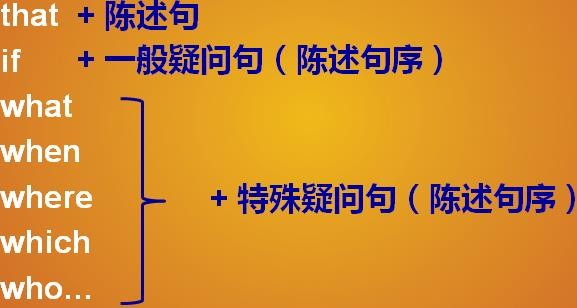 that + 陈述句
if + 一般疑问句（陈述句序）
what
when
where + 特殊疑问句（陈述句序）
which
who...